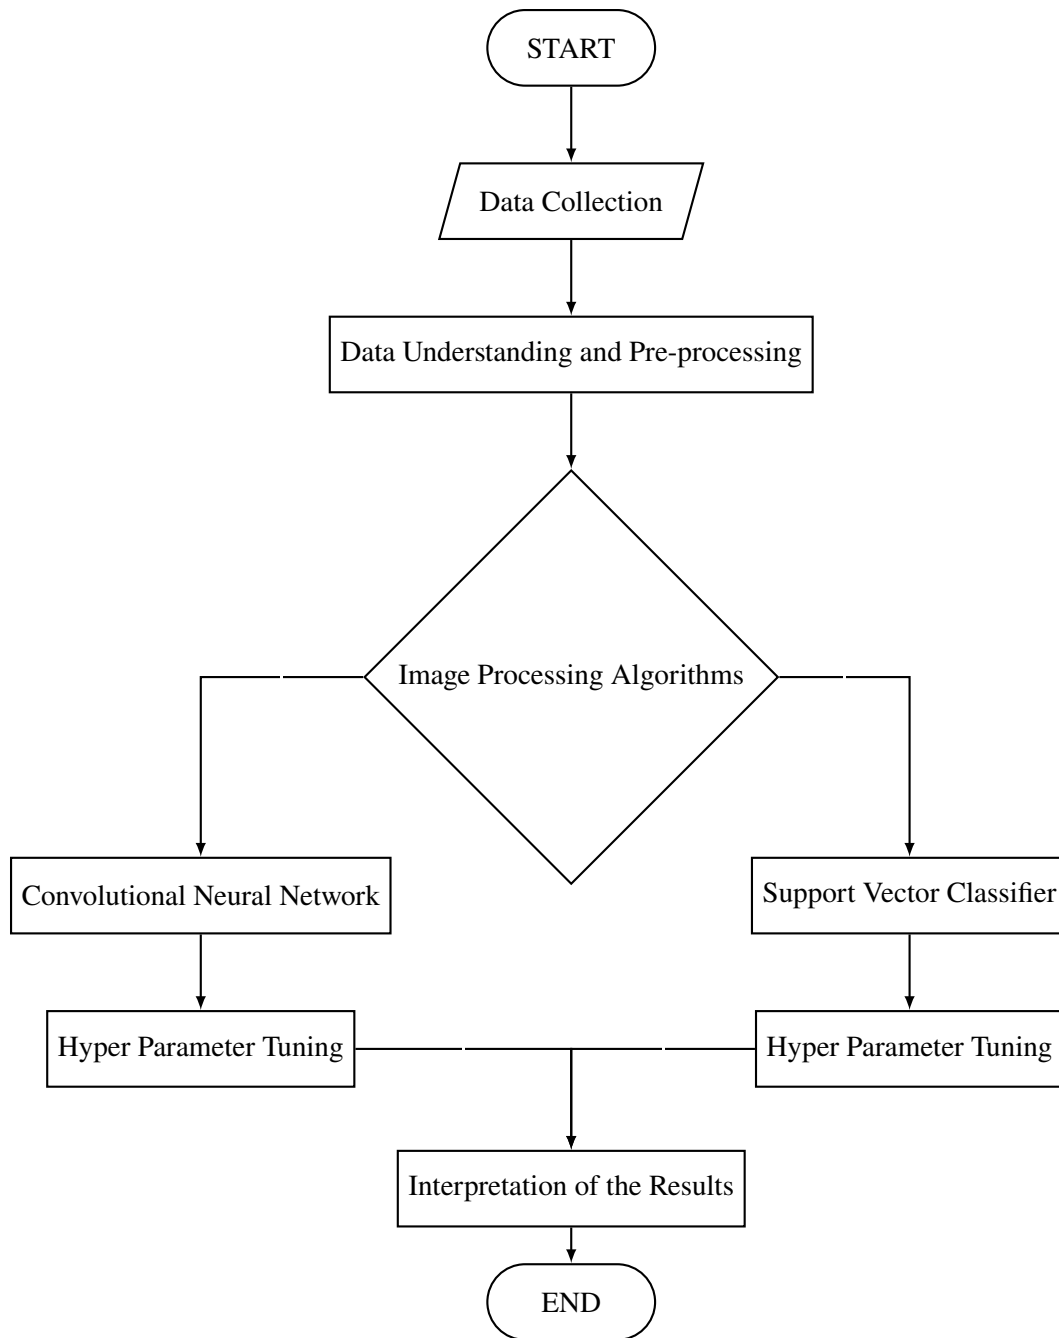 START
Data Collection
Data Understanding and Pre-processing
Image Processing Algorithms
Convolutional Neural Network
Support Vector Classifier
Hyper Parameter Tuning
Hyper Parameter Tuning
Interpretation of the Results
END